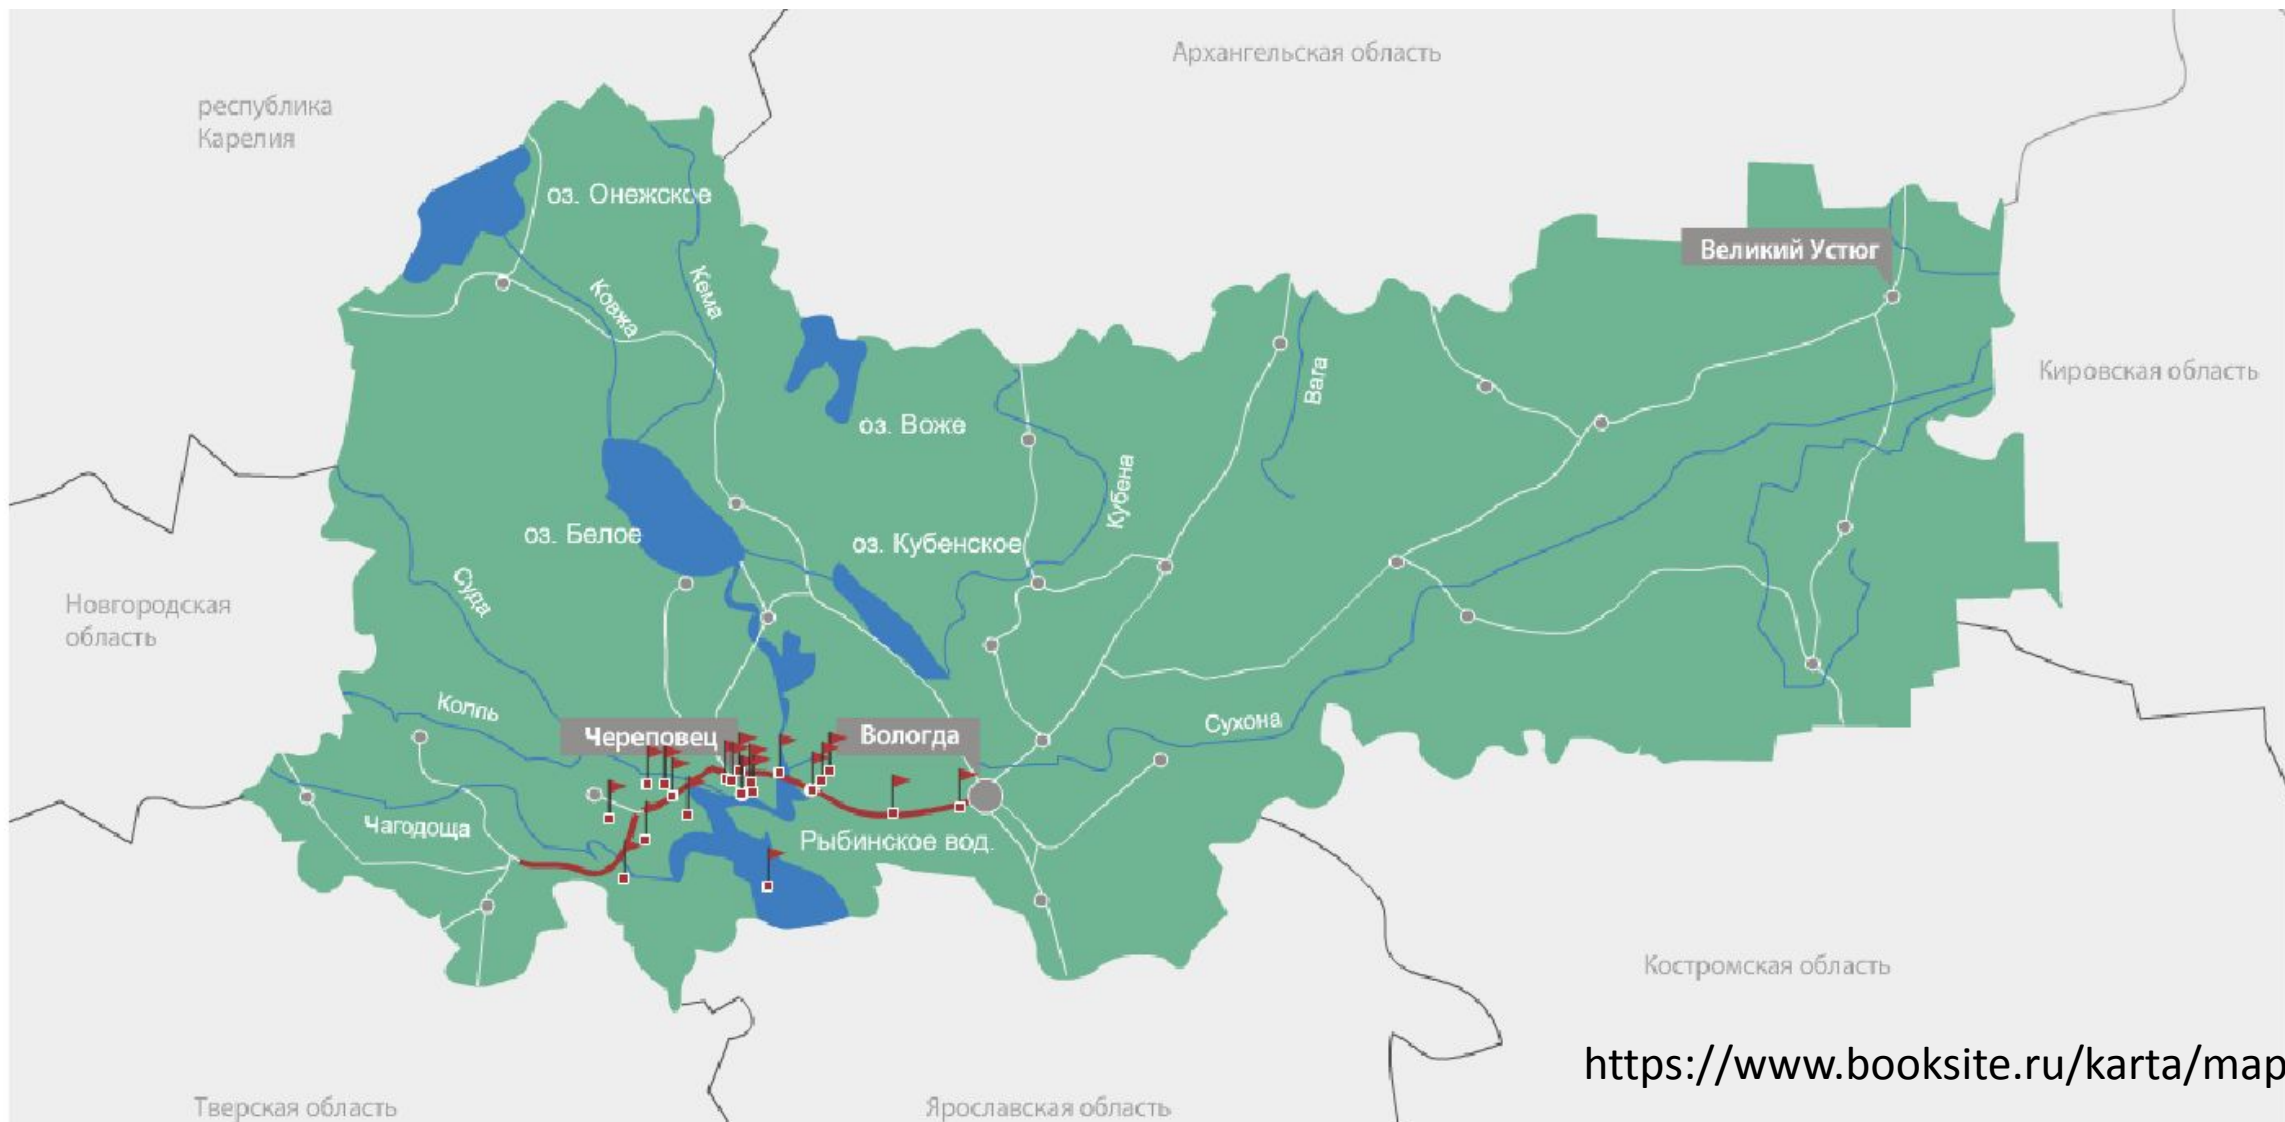 Архангельская область
республика
Карелия
оз. Онежское
Великий Устюг
Кема
Ковжа
Вага
Кировская область
оз. Воже
Кубена
оз. Белое
оз. Кубенское
Суда
Новгородская
область
Колпь
Сухона
Череповец
Вологда
Чагодоща
Рыбинское вод.
Костромская область
https://www.booksite.ru/karta/map
Тверская область
Ярославская область